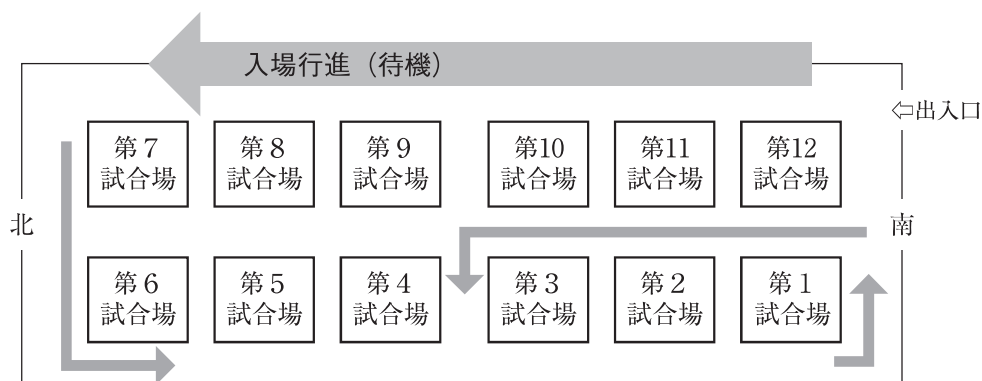 入場行進（待機）
⇦出入口
第７
試合場
第８
試合場
第９
試合場
第10
試合場
第11
試合場
第12
試合場
北
南
第６
試合場
第５
試合場
第４
試合場
第３
試合場
第２
試合場
第１
試合場